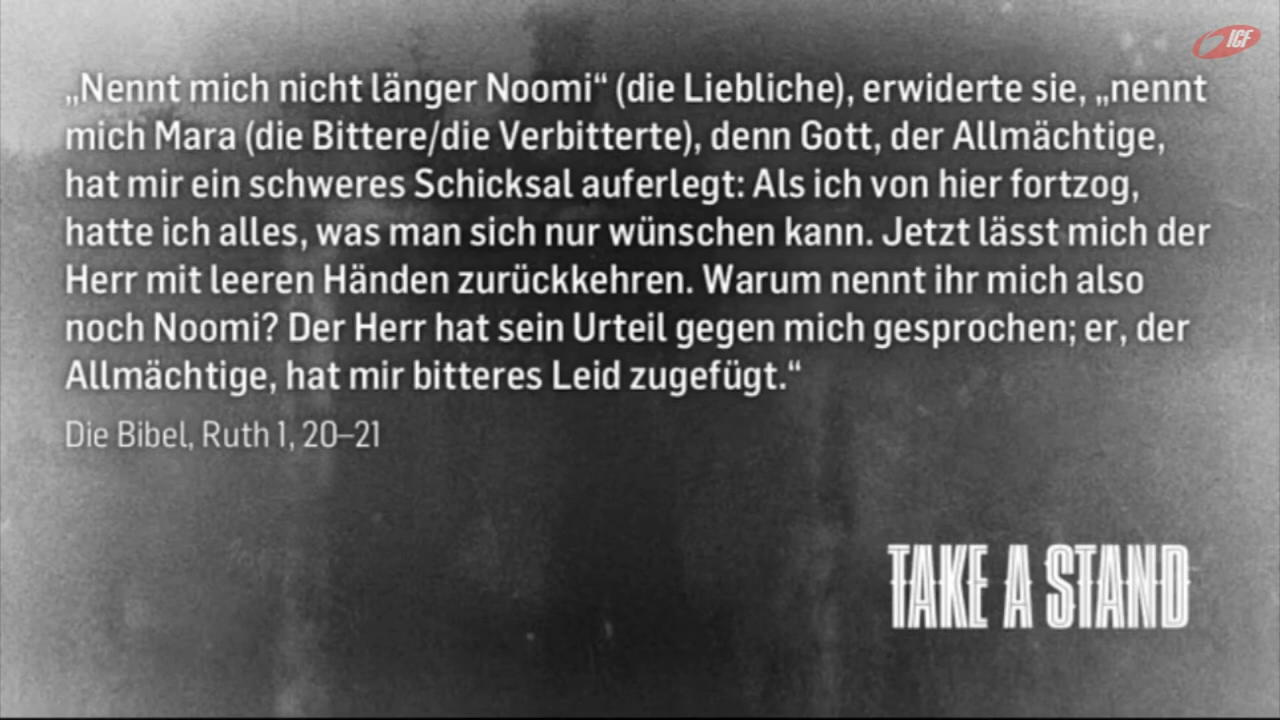 ICF
„Nennt mich nicht länger Noomi“ (die Liebliche), erwiderte sie, „nennt
mich Mara (die Bittere/die Verbitterte), denn Gott, der Allmächtige,
hat mir ein schweres Schicksal auferlegt: Als ich von hier fortzog,
hatte ich alles, was man sich nur wünschen kann. Jetzt lässt mich der
Herr mit leeren Händen zurückkehren. Warum nennt ihr mich also
noch Noomi? Der Herr hat sein Urteil gegen mich gesprochen; er, der
Allmächtige, hat mir bitteres Leid zugefügt.“
Die Bibel, Ruth 1, 20–21
TAKE A STAND